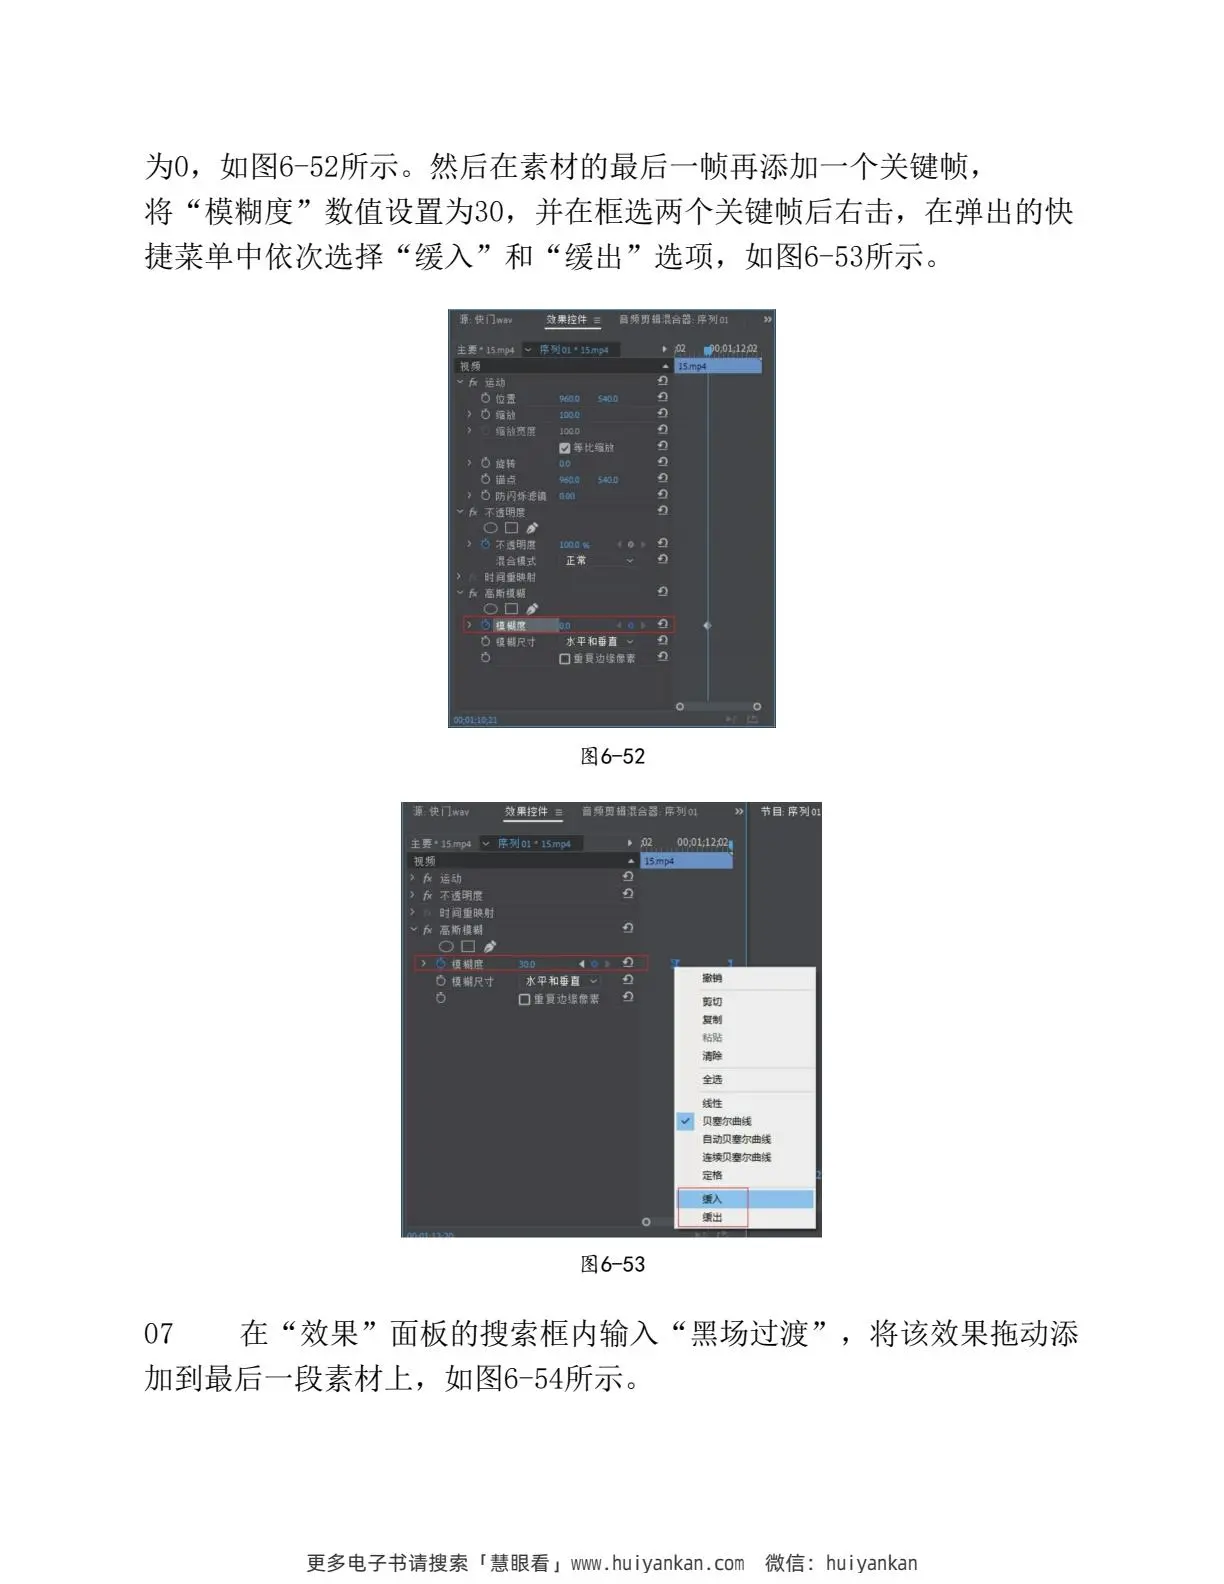 为0，如图6-52所示。然后在素材的最后一帧再添加一个关键帧，
将“模糊度”数值设置为30，并在框选两个关键帧后右击，在弹出的快
捷菜单中依次选择“缓入”和“缓出”选项，如图6-53所示。
源: 快门.wav 效果控件 音频剪辑混合器: 序列 01
主要 * 15.mp4 序列 01 * 15.mp4 ;02 00;01;12;02
视频 15.mp4
fx 运动
位置 960.0 540.0
缩放 100.0
缩放宽度 100.0
等比缩放
旋转 0.0
锚点 960.0 540.0
防闪烁滤镜 0.00
fx 不透明度
不透明度 100.0 %
混合模式 正常
时间重映射
fx 高斯模糊
模糊度 0.0
模糊尺寸 水平和垂直
重复边缘像素
00;01;10;21
图6-52
源: 快门.wav 效果控件 音频剪辑混合器: 序列 01 节目: 序列 01
主要 * 15.mp4 序列 01 * 15.mp4 ;02 00;01;12;02
视频 15.mp4
fx 运动
fx 不透明度
时间重映射
fx 高斯模糊
模糊度 30.0
模糊尺寸 水平和垂直
重复边缘像素
撤销
剪切
复制
粘贴
清除
全选
线性
贝塞尔曲线
自动贝塞尔曲线
连续贝塞尔曲线
定格
缓入
缓出
00;01;13;20
图6-53
07 在“效果”面板的搜索框内输入“黑场过渡”，将该效果拖动添
加到最后一段素材上，如图6-54所示。
更多电子书请搜索「慧眼看」www.huiyankan.com 微信: huiyankan